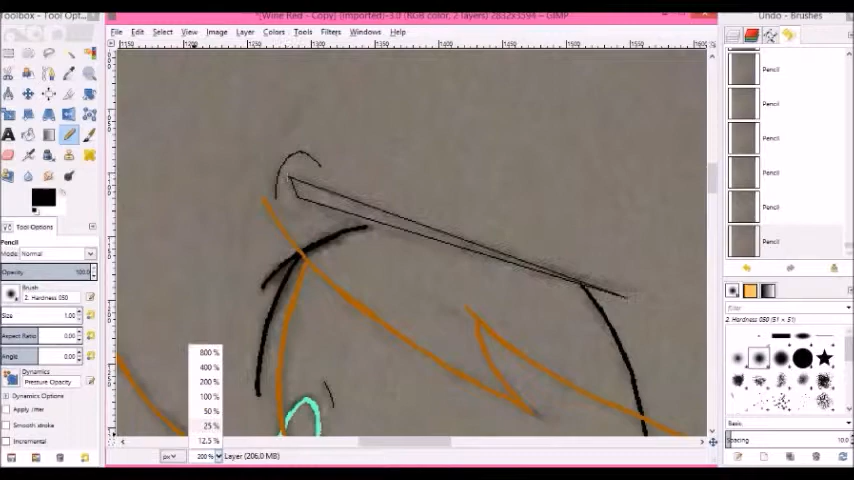 Toolbox - Tool Opt...
*[Wine Red - Copy] (imported)-3.0 (RGB color, 2 layers) 2832x3594 – GIMP
Undo - Brushes
File Edit Select View Image Layer Colors Tools Filters Windows Help
Tool Options
Pencil
Mode: Normal
Opacity 100.0
Brush
2. Hardness 050
Size 1.00
Aspect Ratio 0.00
Angle 0.00
Dynamics
Pressure Opacity
Dynamics Options
Apply Jitter
Smooth stroke
Incremental
800 %
400 %
200 %
100 %
50 %
25 %
12.5 %
px 200 % Layer (206.0 MB)
Pencil
Pencil
Pencil
Pencil
Pencil
Pencil
2. Hardness 050 (51 × 51)
Basic
Spacing 10.0